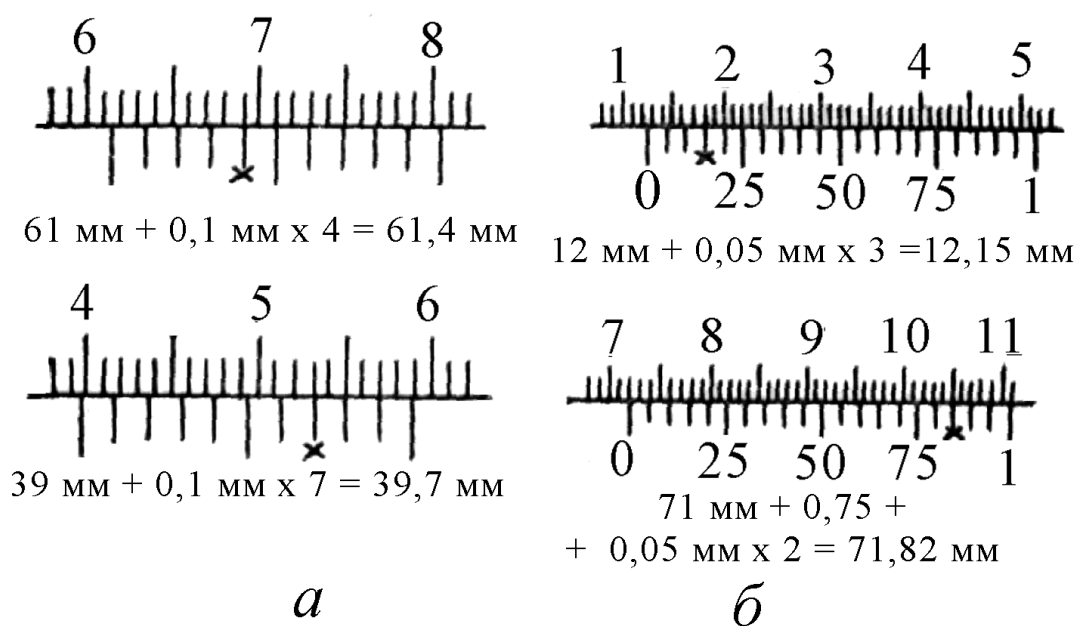 6 7 8
61 мм + 0,1 мм х 4 = 61,4 мм
4 5 6
39 мм + 0,1 мм х 7 = 39,7 мм
а
1 2 3 4 5
0 25 50 75 1
12 мм + 0,05 мм х 3 =12,15 мм
7 8 9 10 11
0 25 50 75 1
71 мм + 0,75 +
+ 0,05 мм х 2 = 71,82 мм
б